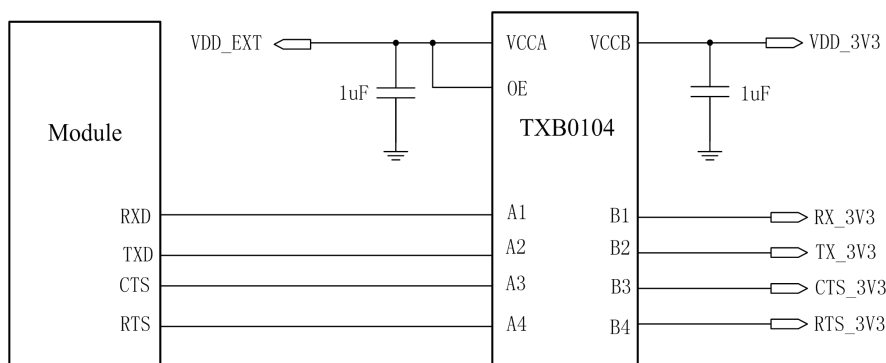 VDD_EXT
VCCA
VCCB
VDD_3V3
1uF
OE
1uF
TXB0104
Module
RXD
A1
B1
RX_3V3
TXD
A2
B2
TX_3V3
CTS
A3
B3
CTS_3V3
RTS
A4
B4
RTS_3V3